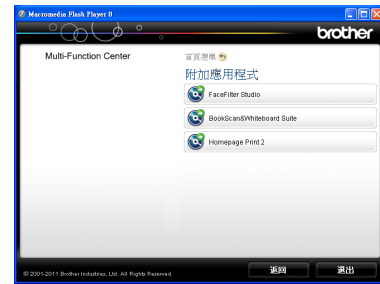 Macromedia Flash Player 8
brother
Multi-Function Center
首頁選單
附加應用程式
FaceFilter Studio
BookScan&Whiteboard Suite
Homepage Print 2
© 2001-2011 Brother Industries, Ltd. All Rights Reserved.
返回
退出